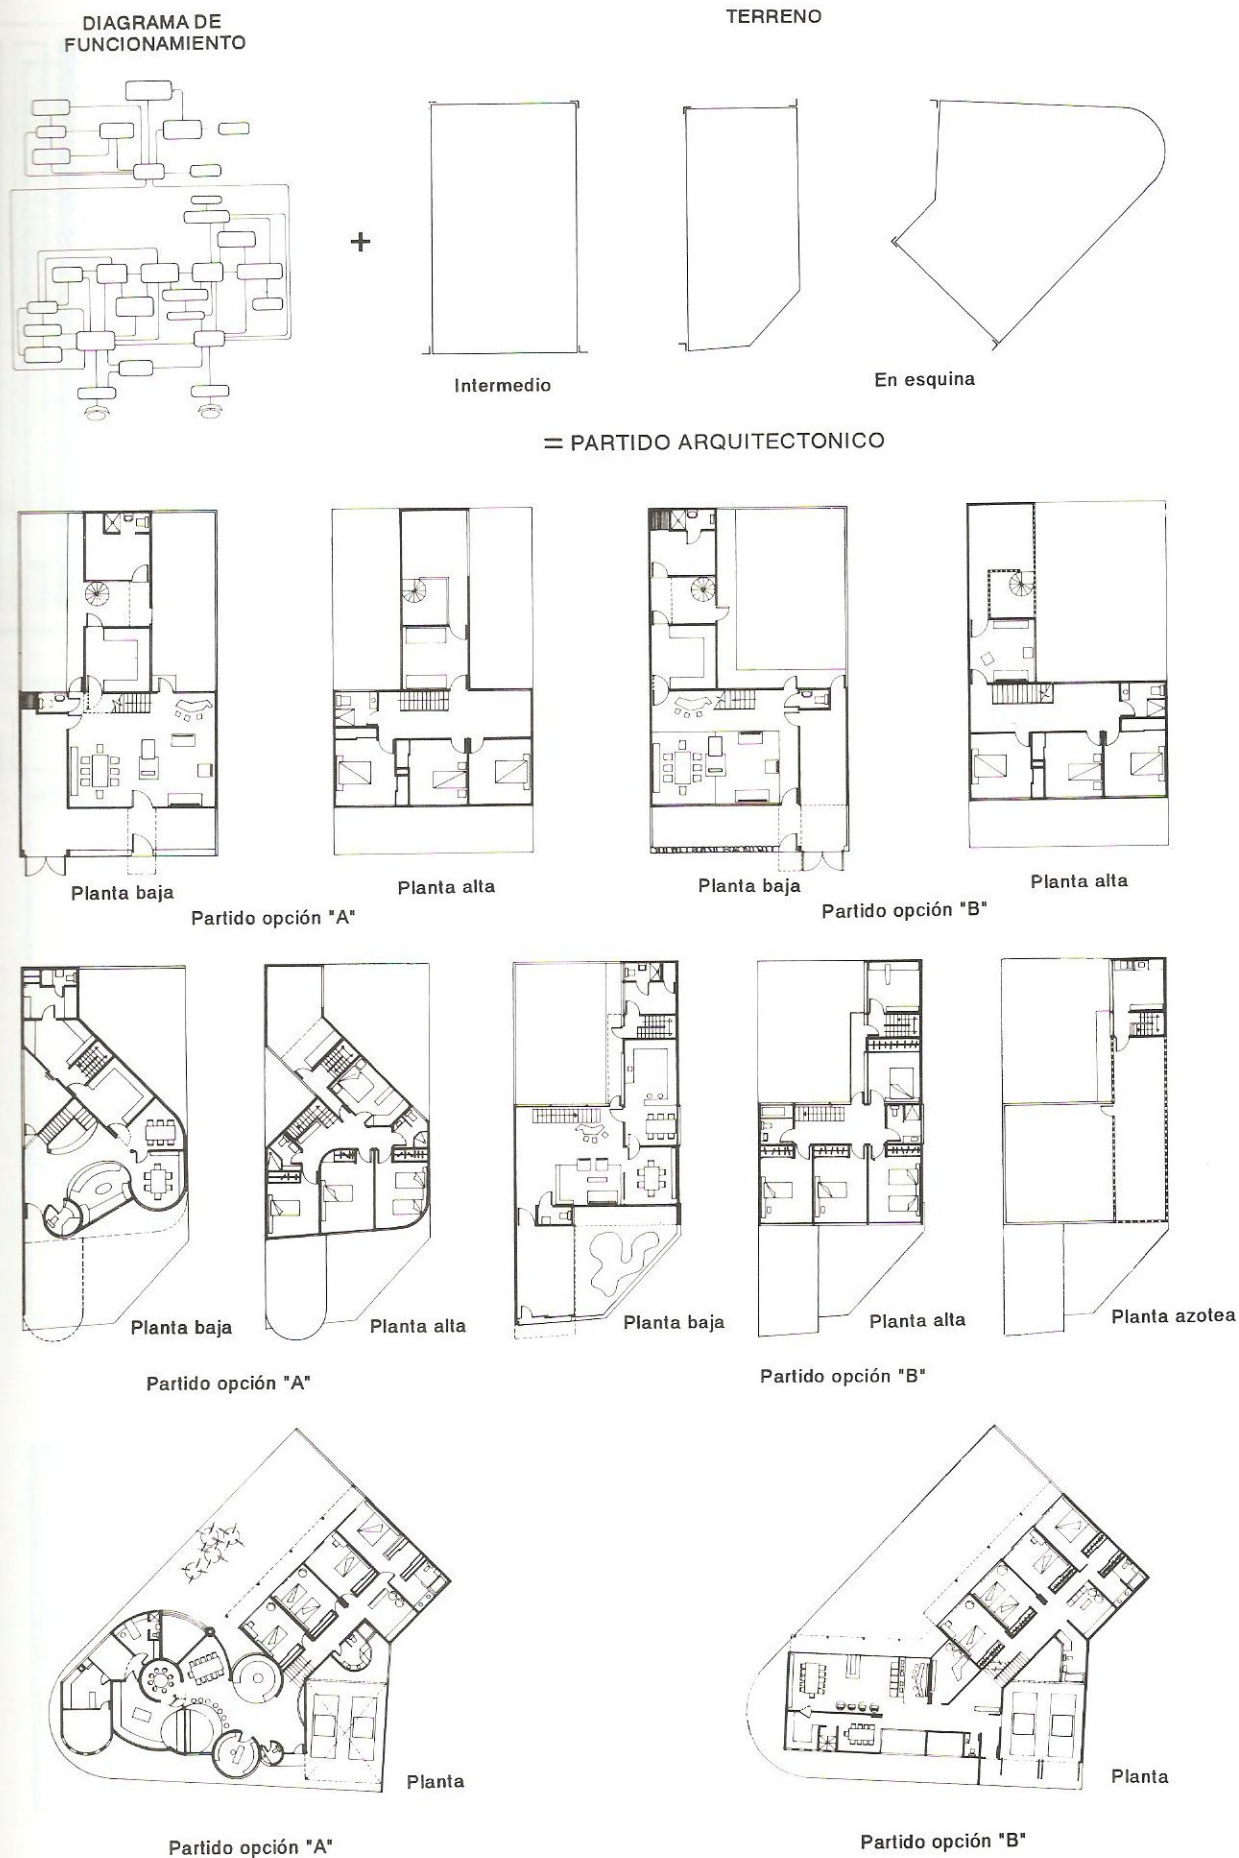 DIAGRAMA DE
FUNCIONAMIENTO
TERRENO
+
Intermedio
En esquina
= PARTIDO ARQUITECTONICO
Planta baja
Planta alta
Partido opción "A"
Planta baja
Planta alta
Partido opción "B"
Planta baja
Planta alta
Partido opción "A"
Planta baja
Planta alta
Planta azotea
Partido opción "B"
Planta
Partido opción "A"
Planta
Partido opción "B"